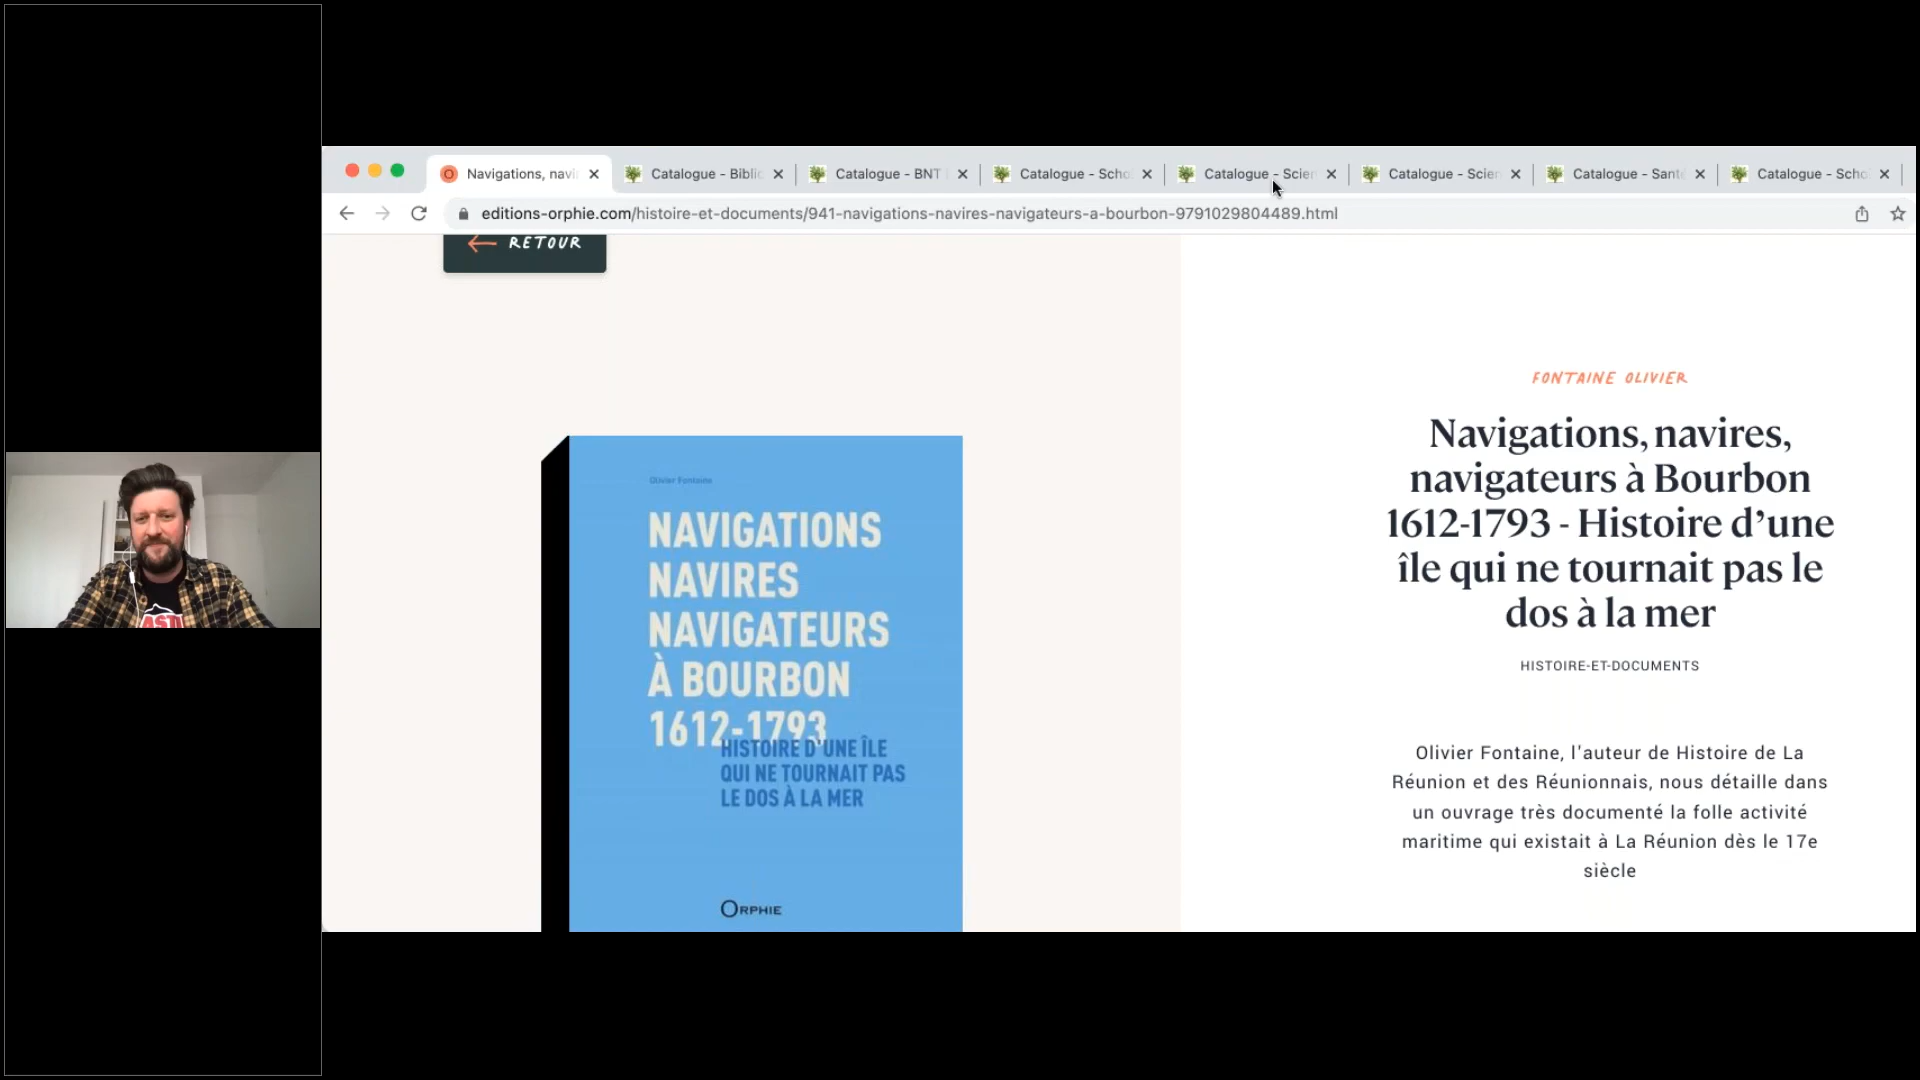 Navigations, navi
Catalogue - Biblic
Catalogue - BNT
Catalogue - Scho
Catalogue - Scien
Catalogue - Scien
Catalogue - Santé
Catalogue - Scho
editions-orphie.com/histoire-et-documents/941-navigations-navires-navigateurs-a-bourbon-9791029804489.html
RETOUR
Olivier Fontaine
NAVIGATIONS
NAVIRES
NAVIGATEURS
À BOURBON
1612-1793
HISTOIRE D'UNE ÎLE
QUI NE TOURNAIT PAS
LE DOS À LA MER
ORPHIE
FONTAINE OLIVIER
Navigations, navires,
navigateurs à Bourbon
1612-1793 - Histoire d’une
île qui ne tournait pas le
dos à la mer
HISTOIRE-ET-DOCUMENTS
Olivier Fontaine, l'auteur de Histoire de La
Réunion et des Réunionnais, nous détaille dans
un ouvrage très documenté la folle activité
maritime qui existait à La Réunion dès le 17e
siècle